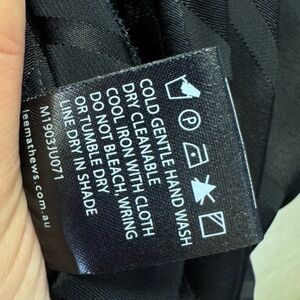 COLD GENTLE HAND WASH
DRY CLEANABLE
COOL IRON WITH CLOTH
DO NOT BLEACH, WRING
OR TUMBLE DRY
LINE DRY IN SHADE
M1903JU071
leemathews.com.au